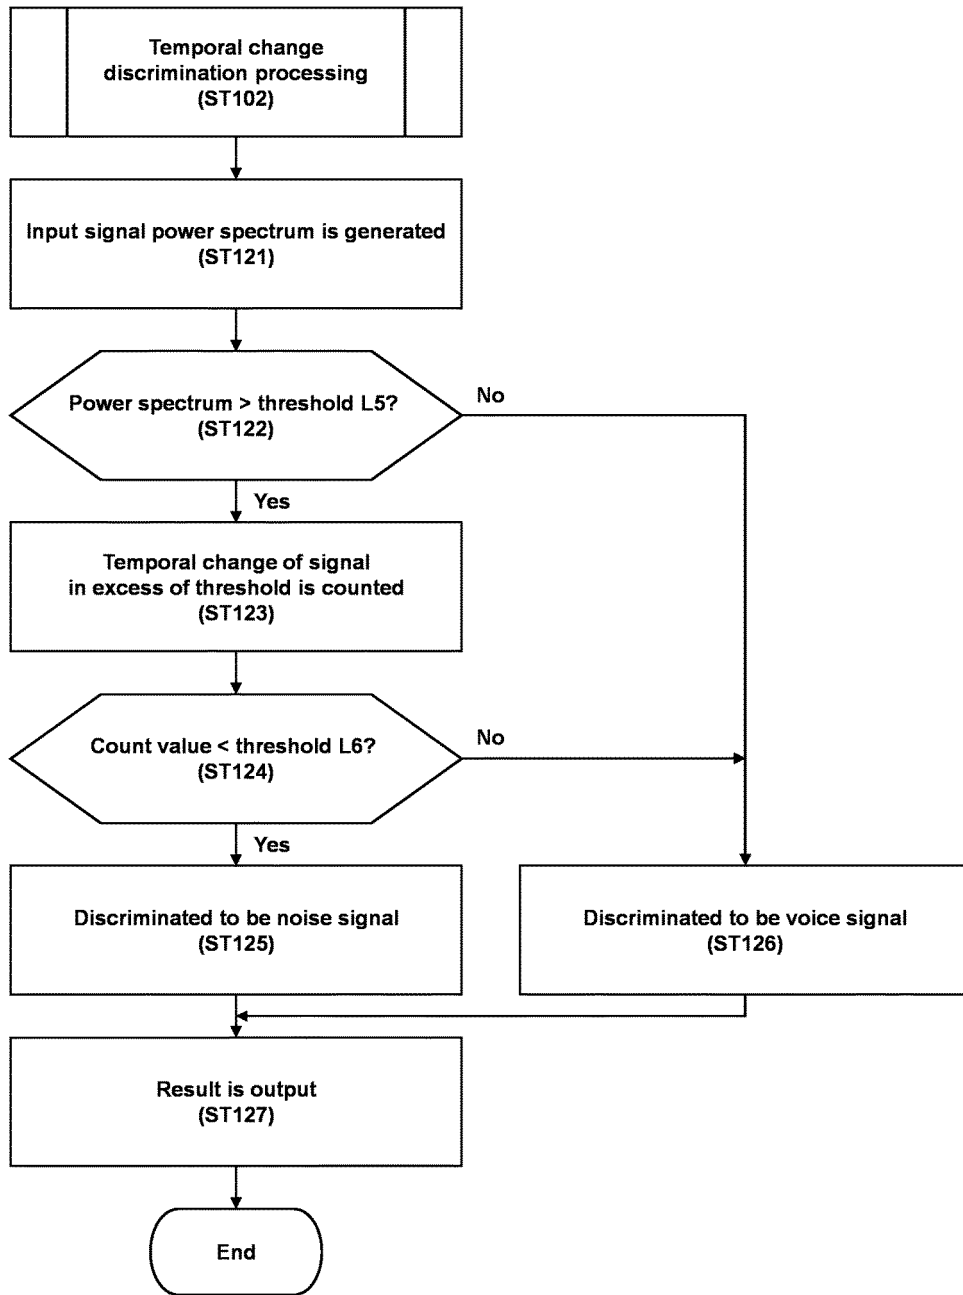 Temporal change
discrimination processing
(ST102)
Input signal power spectrum is generated
(ST121)
Power spectrum > threshold L5?
(ST122)
No
Yes
Temporal change of signal
in excess of threshold is counted
(ST123)
Count value < threshold L6?
(ST124)
No
Yes
Discriminated to be noise signal
(ST125)
Discriminated to be voice signal
(ST126)
Result is output
(ST127)
End